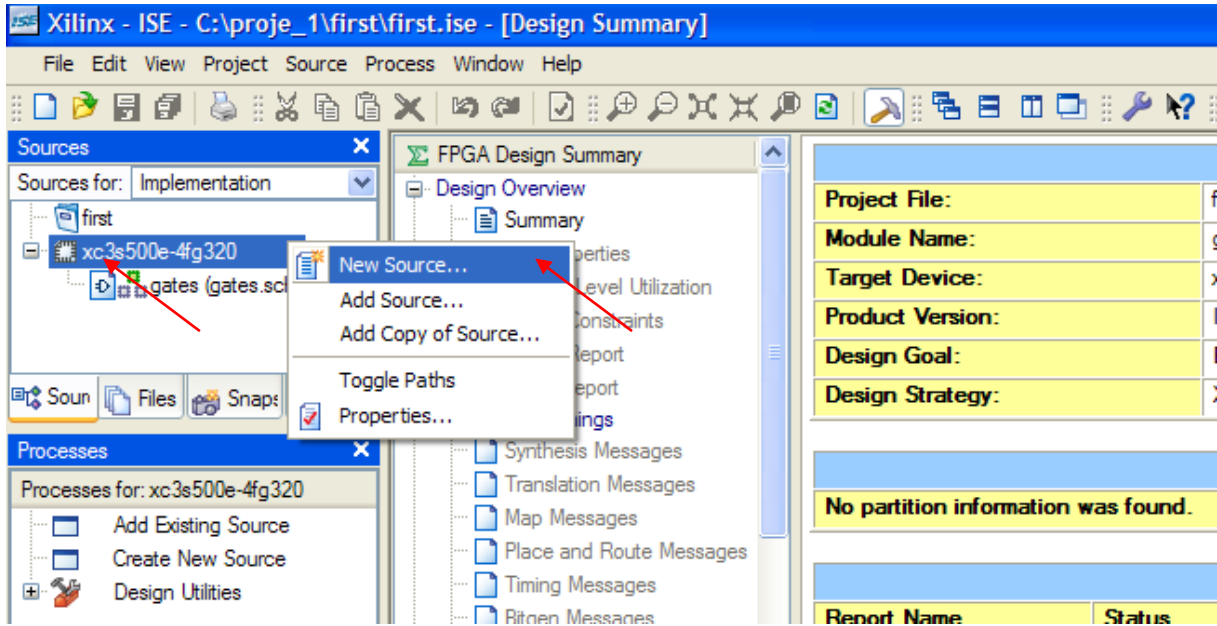 Xilinx - ISE - C:\proje_1\first\first.ise - [Design Summary]
File Edit View Project Source Process Window Help
Sources
Sources for: Implementation
first
xc3s500e-4fg320
gates (gates.scl
New Source...
Add Source...
Add Copy of Source...
Toggle Paths
Properties...
Soun Files Snaps
Processes
Processes for: xc3s500e-4fg320
Add Existing Source
Create New Source
Design Utilities
FPGA Design Summary
Design Overview
Summary
perties
Level Utilization
Constraints
Report
eport
ings
Synthesis Messages
Translation Messages
Map Messages
Place and Route Messages
Timing Messages
Bitgen Messages
Project File:
Module Name:
Target Device:
Product Version:
Design Goal:
Design Strategy:
No partition information was found.
Report Name Status